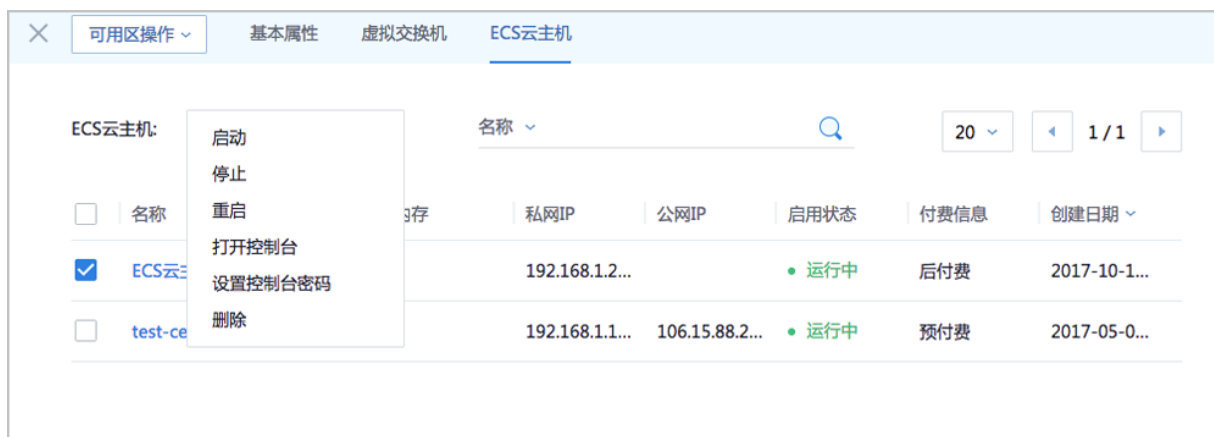 可用区操作 基本属性 虚拟交换机 ECS云主机
ECS云主机: 名称 20 1 / 1
启动
停止
重启
打开控制台
设置控制台密码
删除
名称 内存 私网IP 公网IP 启用状态 付费信息 创建日期
ECS云主 192.168.1.2... 运行中 后付费 2017-10-1...
test-ce 192.168.1.1... 106.15.88.2... 运行中 预付费 2017-05-0...